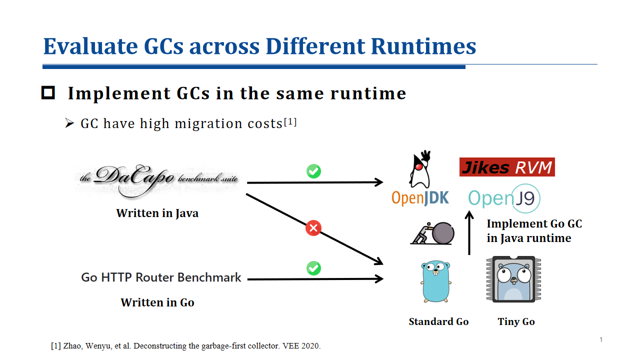 Evaluate GCs across Different Runtimes
Implement GCs in the same runtime
GC have high migration costs[1]
the DaCapo benchmark suite
Written in Java
OpenJDK
Jikes RVM
OpenJ9
Implement Go GC
in Java runtime
Go HTTP Router Benchmark
Written in Go
Standard Go
Tiny Go
[1] Zhao, Wenyu, et al. Deconstructing the garbage-first collector. VEE 2020.
1